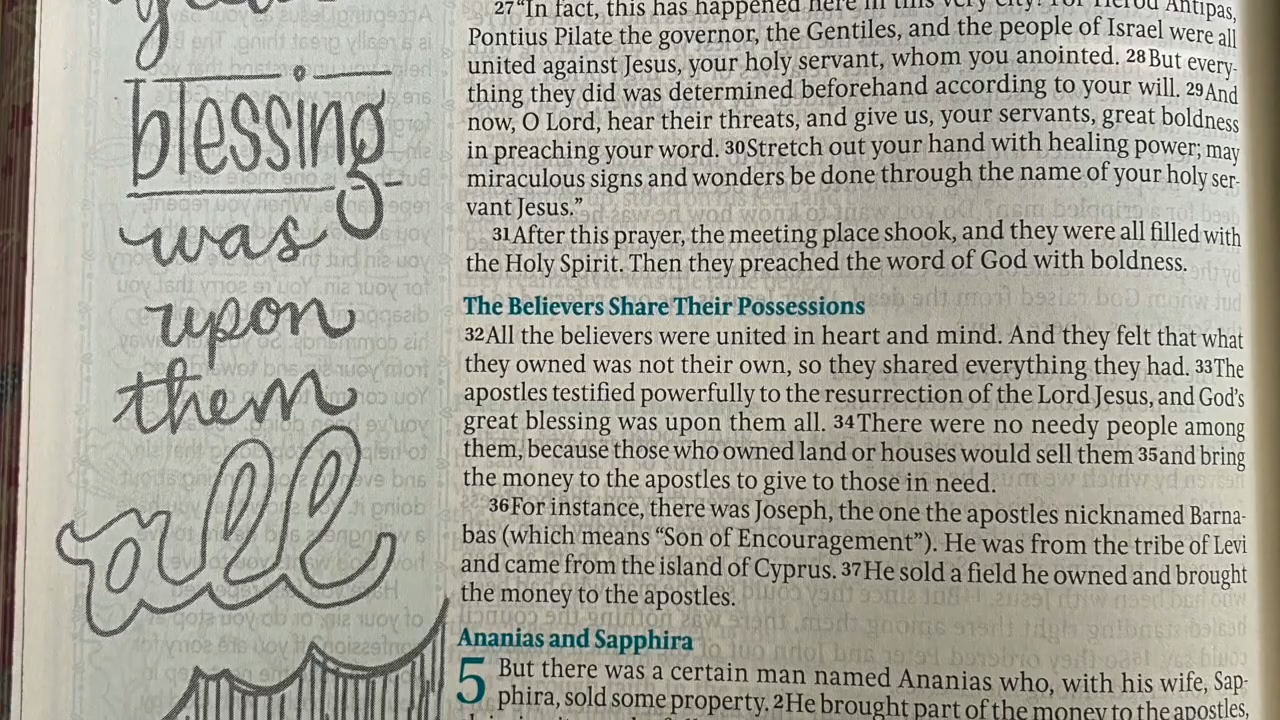 great
blessing
was
upon
them
all
27“In fact, this has happened here in this very city! For Herod Antipas,
Pontius Pilate the governor, the Gentiles, and the people of Israel were all
united against Jesus, your holy servant, whom you anointed. 28But every-
thing they did was determined beforehand according to your will. 29And
now, O Lord, hear their threats, and give us, your servants, great boldness
in preaching your word. 30Stretch out your hand with healing power; may
miraculous signs and wonders be done through the name of your holy ser-
vant Jesus.”
31After this prayer, the meeting place shook, and they were all filled with
the Holy Spirit. Then they preached the word of God with boldness.
The Believers Share Their Possessions
32All the believers were united in heart and mind. And they felt that what
they owned was not their own, so they shared everything they had. 33The
apostles testified powerfully to the resurrection of the Lord Jesus, and God’s
great blessing was upon them all. 34There were no needy people among
them, because those who owned land or houses would sell them 35and bring
the money to the apostles to give to those in need.
36For instance, there was Joseph, the one the apostles nicknamed Barna-
bas (which means “Son of Encouragement”). He was from the tribe of Levi
and came from the island of Cyprus. 37He sold a field he owned and brought
the money to the apostles.
Ananias and Sapphira
5 But there was a certain man named Ananias who, with his wife, Sap-
phira, sold some property. 2He brought part of the money to the apostles,